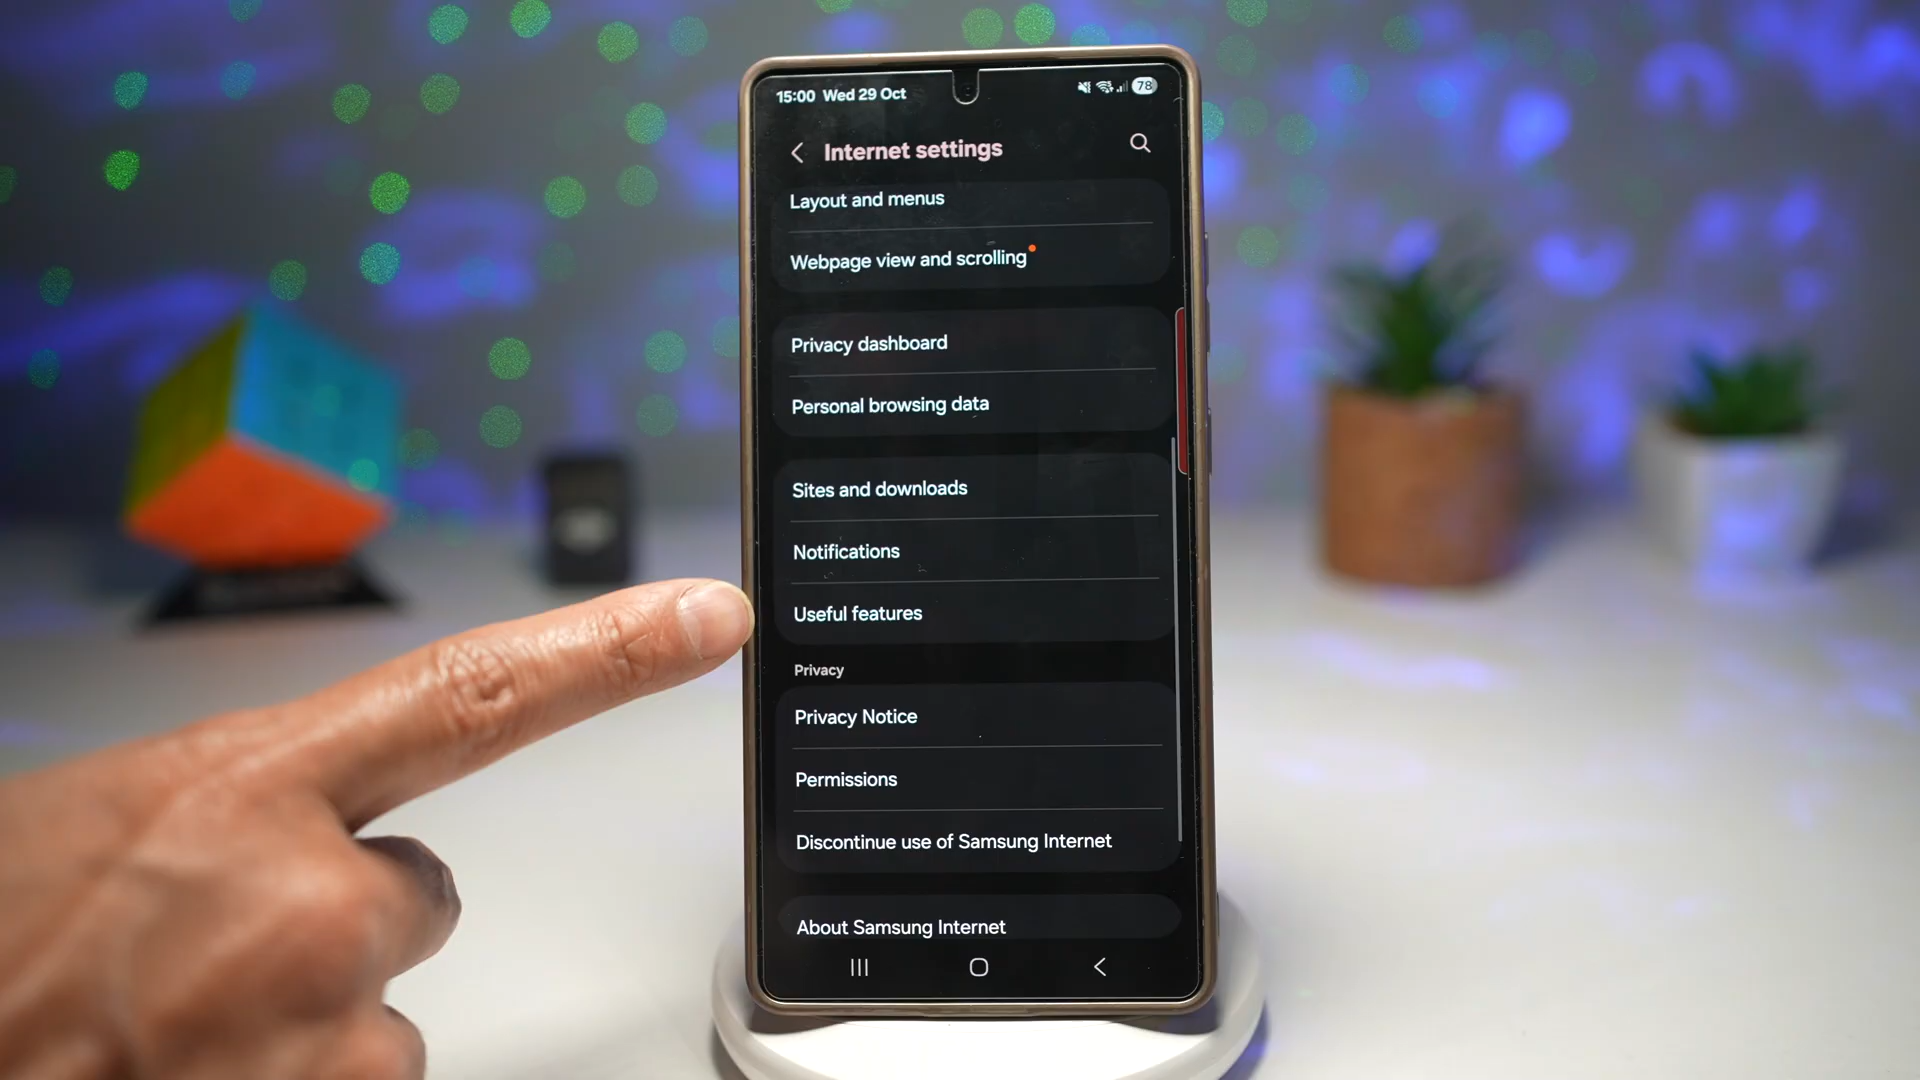 15:00 Wed 29 Oct
78
Internet settings
Layout and menus
Webpage view and scrolling
Privacy dashboard
Personal browsing data
Sites and downloads
Notifications
Useful features
Privacy
Privacy Notice
Permissions
Discontinue use of Samsung Internet
About Samsung Internet